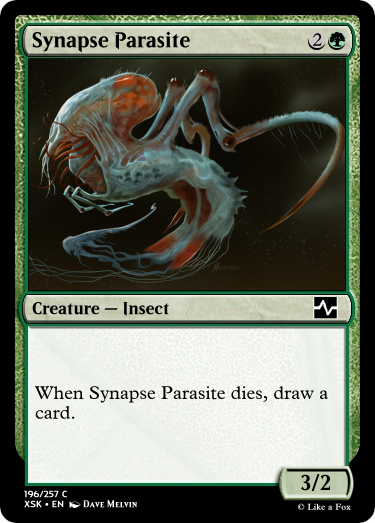 Synapse Parasite 2
Creature — Insect
When Synapse Parasite dies, draw a
card.
3/2
196/257 C
XSK • EN Dave Melvin
© Like a Fox